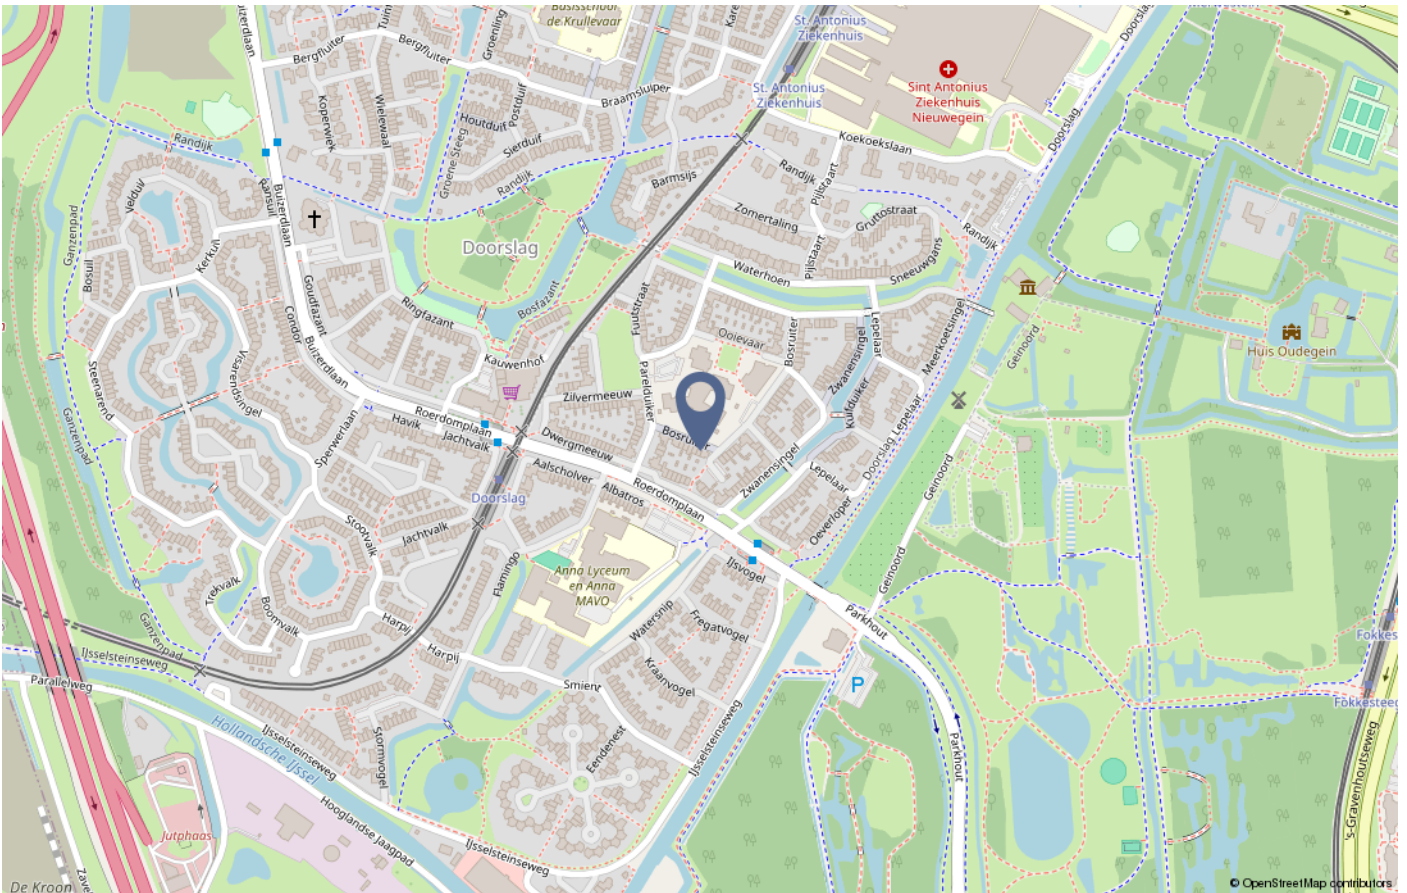 Basisschool
de Krullevaar
St. Antonius
Ziekenhuis
Doorslag
Buizerdlaan
Bergfluiter
Bergfluiter
Groenling
St. Antonius
Ziekenhuis
Sint Antonius
Ziekenhuis
Nieuwegein
Koperwiek
Wielewaal
Houtduif
Postduif
Braamsluiper
Sierduif
Groene Steeg
Randijk
Randijk
Barmsijs
Koekoekslaan
Doorslag
Randijk
Pijlstaart
Ransuil
Velduil
Buizerdlaan
Ganzenpad
Kerkuil
Bosuil
Doorslag
Zomertaling
Gruttostraat
Randijk
Pijlstaart
Waterhoen
Sneeuwgans
Goudfazant
Condor
Ringfazant
Bosfazant
Fuutstraat
Ooievaar
Bosruiter
Lepelaar
Meerkoetsingel
Geinoord
Huis Oudegein
Buizerdlaan
Steenarend
Visarendsingel
Kauwenhof
Zilvermeeuw
Parelduiker
Zwanensingel
Kuifduiker
Ganzenpad
Sperwerlaan
Havik
Roerdomplaan
Jachtvalk
Dwergmeeuw
Bosruiter
Aalscholver
Albatros
Roerdomplaan
Zwanensingel
Lepelaar
Doorslag
Lepelaar
Oeverloper
Geinoord
Doorslag
Stootvalk
Jachtvalk
Flamingo
Anna Lyceum
en Anna
MAVO
IJsvogel
Geinoord
Trekvalk
Boomvalk
Ganzenpad
Harpij
Harpij
Watersnip
Fregatvogel
Kraanvogel
Parkhout
IJsselsteinseweg
Parallelweg
Hollandsche IJssel
IJsselsteinseweg
Smient
Stormvogel
Eendenest
IJsselsteinseweg
P
Parkhout
Fokkesteeg
's-Gravenhoutseweg
Jutphaas
Hooglandse Jaagpad
IJsselsteinseweg
De Kroon
© OpenStreetMap contributors